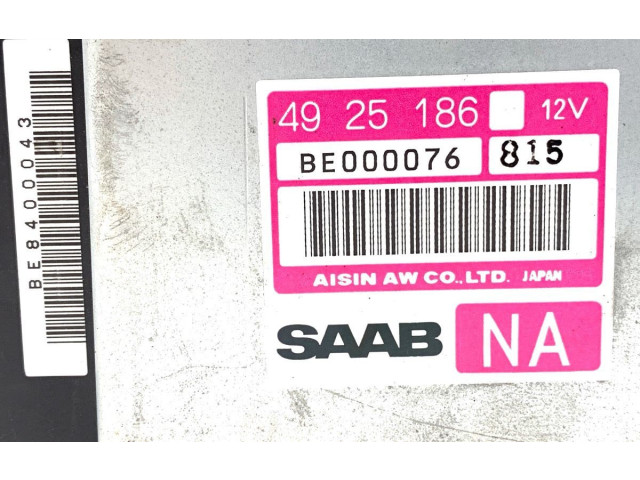 BE8400043
49 25 186 12V
BE000076 815
AISIN AW CO.,LTD. JAPAN
SAAB NA